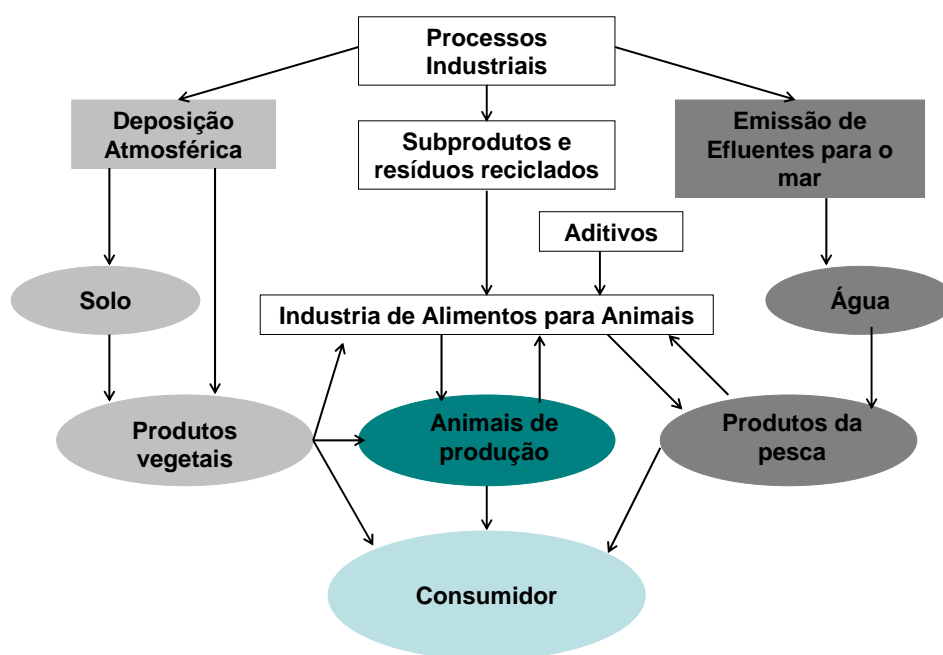 Processos
Industriais
Deposição
Atmosférica
Subprodutos e
resíduos reciclados
Emissão de
Efluentes para o
mar
Aditivos
Solo
Industria de Alimentos para Animais
Água
Produtos
vegetais
Animais de
produção
Produtos da
pesca
Consumidor